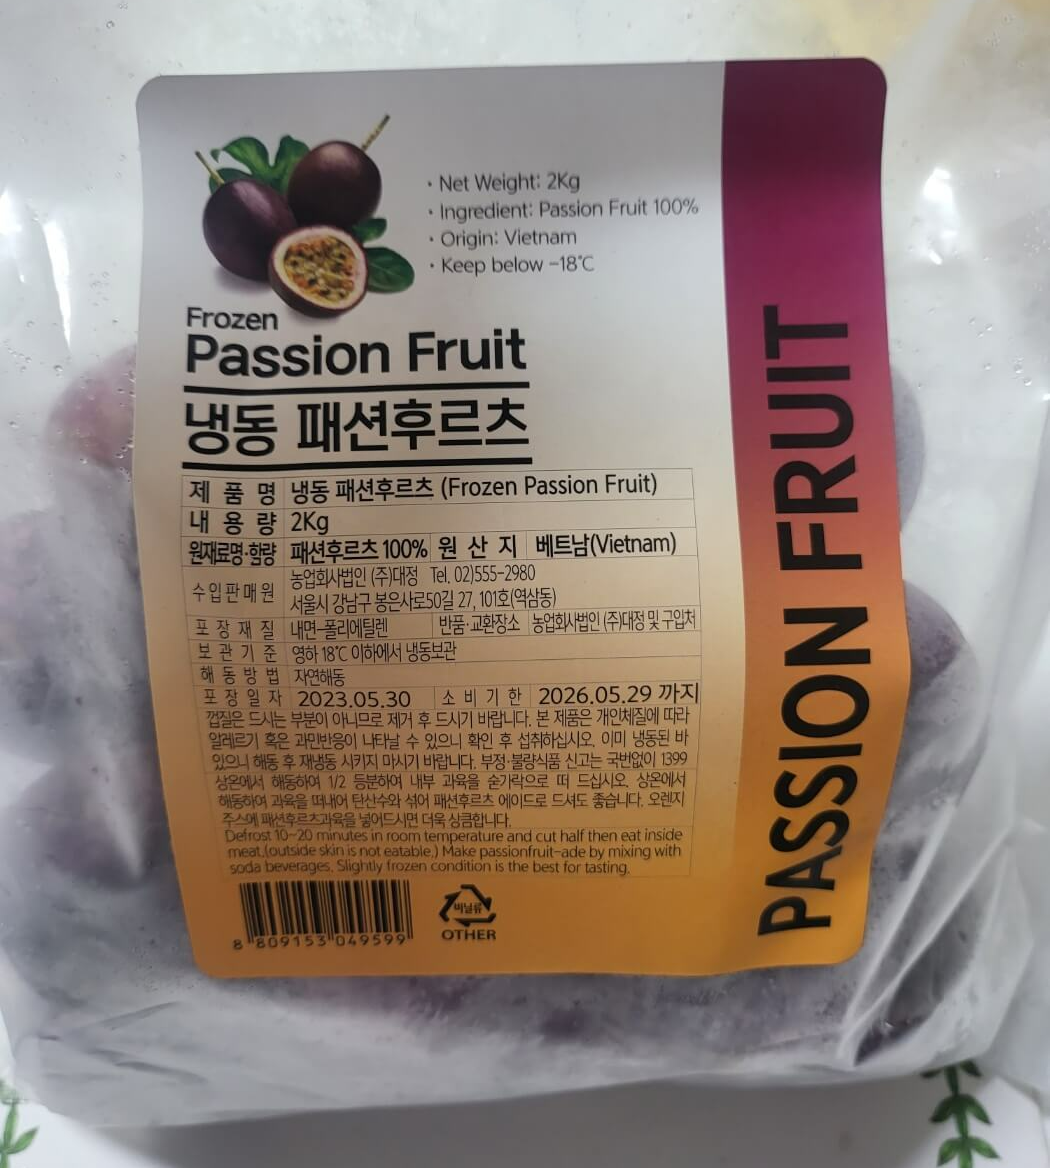 · Net Weight: 2Kg
· Ingredient: Passion Fruit 100%
· Origin: Vietnam
· Keep below -18℃
Frozen
Passion Fruit
냉동 패션후르츠
제 품 명 냉동 패션후르츠 (Frozen Passion Fruit)
내 용 량 2Kg
원재료명·함량 패션후르츠 100% 원 산 지 베트남(Vietnam)
수입판매원 농업회사법인 (주)대정 Tel. 02)555-2980
서울시 강남구 봉은사로50길 27, 101호(역삼동)
포 장 재 질 내면-폴리에틸렌 반품·교환장소 농업회사법인 (주)대정 및 구입처
보 관 기 준 영하 18℃ 이하에서 냉동보관
해 동 방 법 자연해동
포 장 일 자 2023.05.30 소 비 기 한 2026.05.29 까지
껍질은 드시는 부분이 아니므로 제거 후 드시기 바랍니다. 본 제품은 개인체질에 따라
알레르기 혹은 과민반응이 나타날 수 있으니 확인 후 섭취하십시오. 이미 냉동된 바
있으니 해동 후 재냉동 시키지 마시기 바랍니다. 부정·불량식품 신고는 국번없이 1399
상온에서 해동하여 1/2 등분하여 내부 과육을 숟가락으로 떠 드십시오. 상온에서
해동하여 과육을 떠내어 탄산수와 섞어 패션후르츠 에이드로 드셔도 좋습니다. 오렌지
주스에 패션후르츠과육을 넣어드시면 더욱 상큼합니다.
Defrost 10~20 minutes in room temperature and cut half then eat inside
meat.(outside skin is not eatable.) Make passionfruit-ade by mixing with
soda beverages. Slightly frozen condition is the best for tasting.
8 809153 049599
비닐류
OTHER
PASSION FRUIT